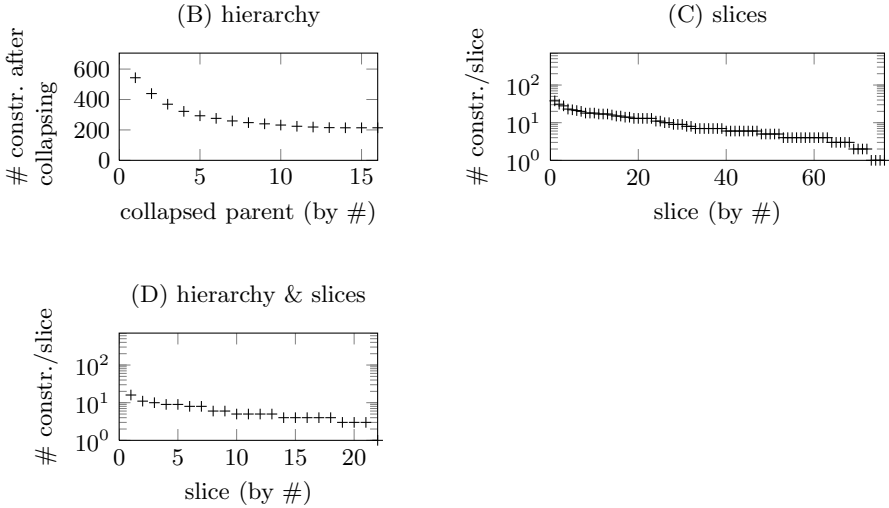 (B) hierarchy
# constr. after
collapsing
600
400
200
0
0 5 10 15
collapsed parent (by #)
(C) slices
# constr./slice
10^2
10^1
10^0
0 20 40 60
slice (by #)
(D) hierarchy & slices
# constr./slice
10^2
10^1
10^0
0 5 10 15 20
slice (by #)